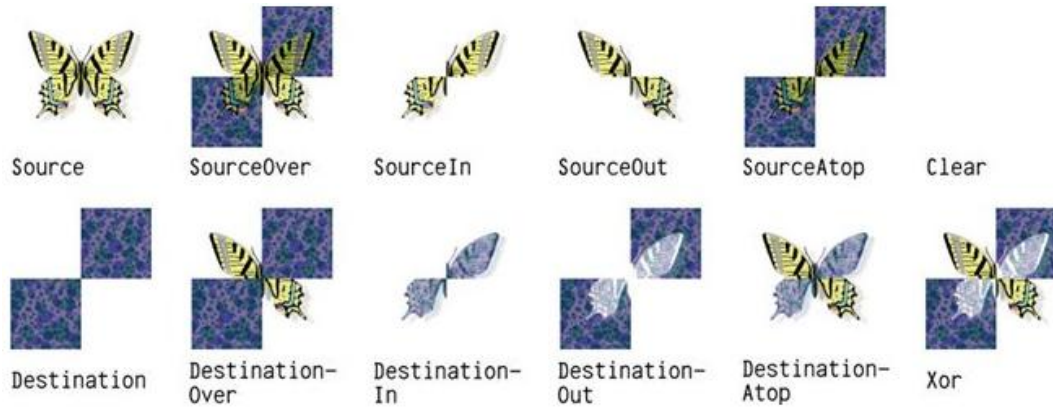 Source
SourceOver
SourceIn
SourceOut
SourceAtop
Clear
Destination
Destination-
Over
Destination-
In
Destination-
Out
Destination-
Atop
Xor